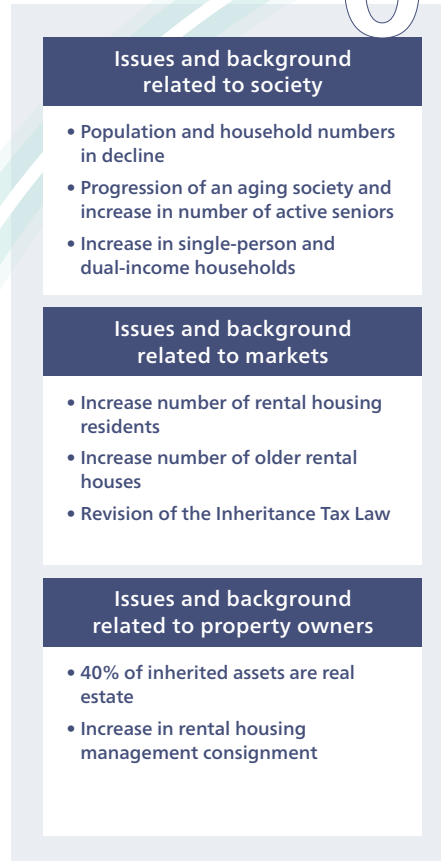 Issues and background
related to society
• Population and household numbers
in decline
• Progression of an aging society and
increase in number of active seniors
• Increase in single-person and
dual-income households
Issues and background
related to markets
• Increase number of rental housing
residents
• Increase number of older rental
houses
• Revision of the Inheritance Tax Law
Issues and background
related to property owners
• 40% of inherited assets are real
estate
• Increase in rental housing
management consignment